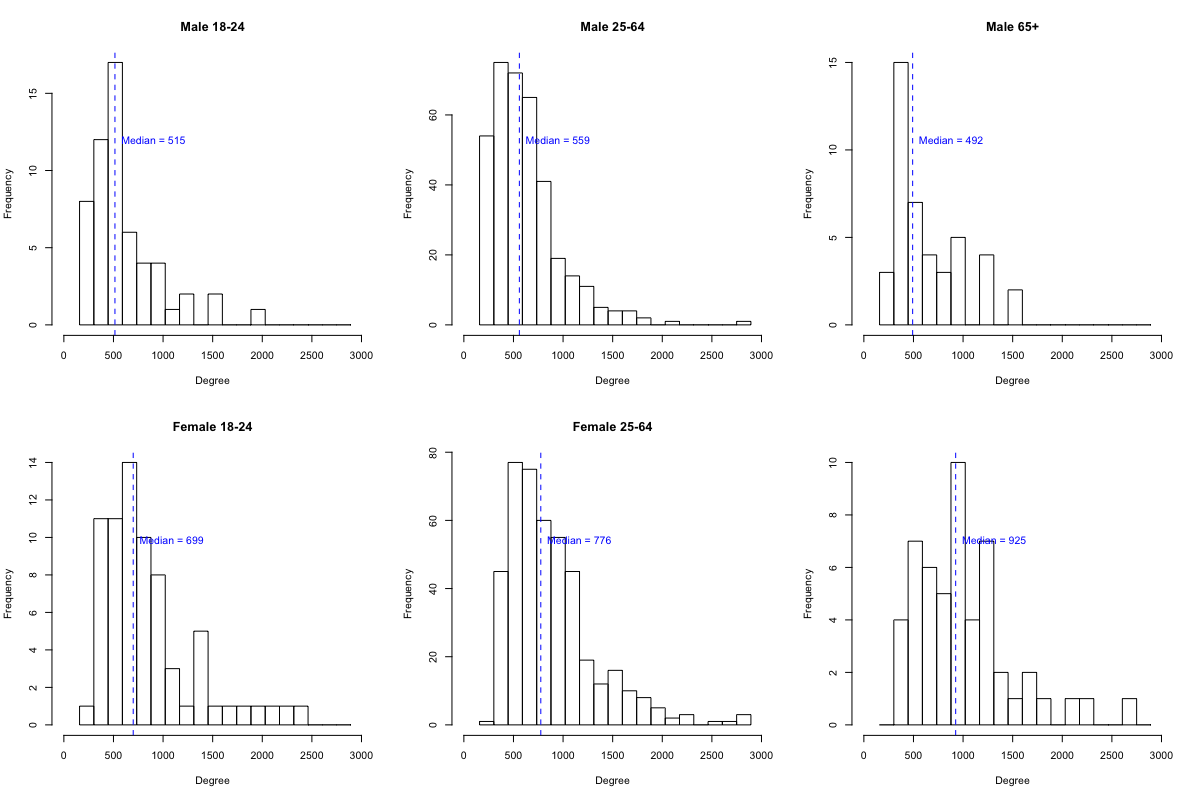 Male 18-24
Male 25-64
Male 65+
Frequency
0 5 10 15
Median = 515
0 500 1000 1500 2000 2500 3000
Degree
Frequency
0 20 40 60
Median = 559
0 500 1000 1500 2000 2500 3000
Degree
Frequency
0 5 10 15
Median = 492
0 500 1000 1500 2000 2500 3000
Degree
Female 18-24
Female 25-64
Frequency
0 2 4 6 8 10 12 14
Median = 699
0 500 1000 1500 2000 2500 3000
Degree
Frequency
0 20 40 60 80
Median = 776
0 500 1000 1500 2000 2500 3000
Degree
Frequency
0 2 4 6 8 10
Median = 925
0 500 1000 1500 2000 2500 3000
Degree